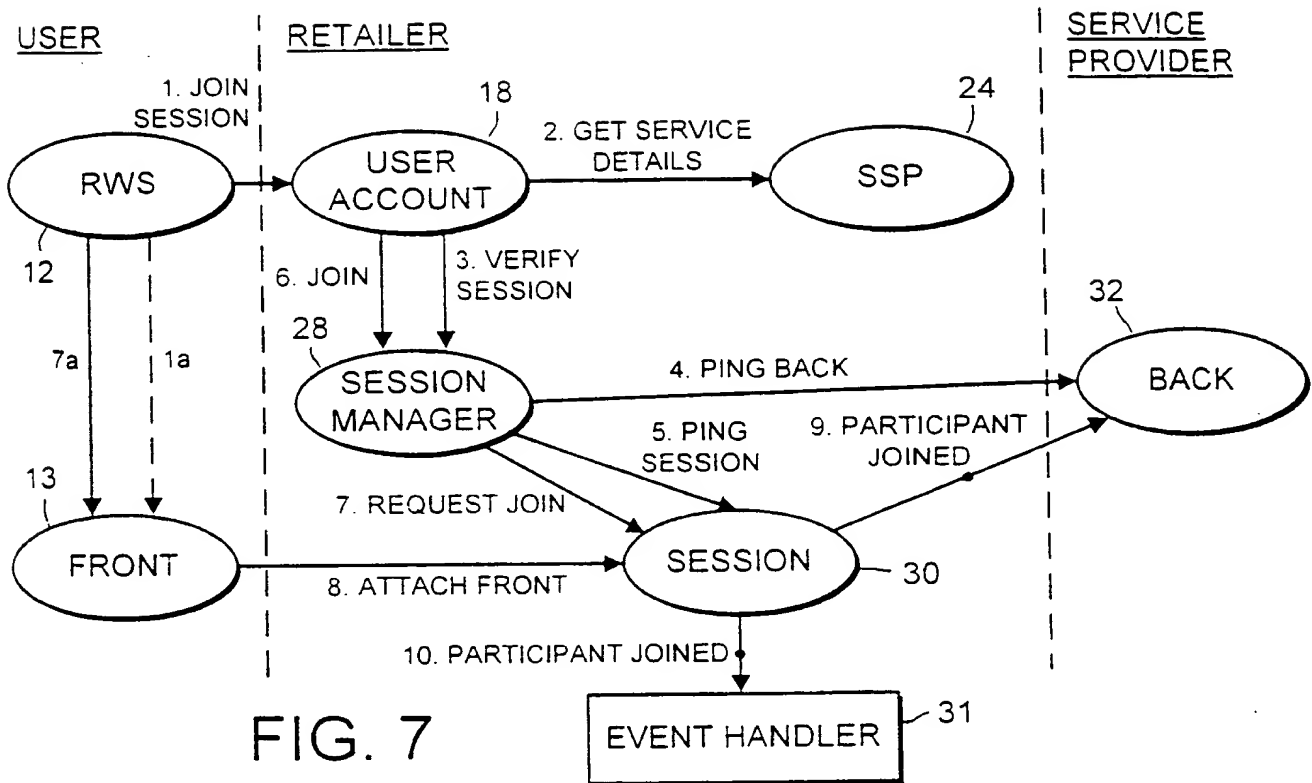 USER
RETAILER
SERVICE
PROVIDER
1. JOIN
SESSION
18
2. GET SERVICE
DETAILS
24
RWS
USER
ACCOUNT
SSP
12
6. JOIN
3. VERIFY
SESSION
28
32
7a
1a
SESSION
MANAGER
4. PING BACK
BACK
5. PING
SESSION
9. PARTICIPANT
JOINED
13
7. REQUEST JOIN
FRONT
8. ATTACH FRONT
SESSION
30
10. PARTICIPANT JOINED
FIG. 7
EVENT HANDLER
31